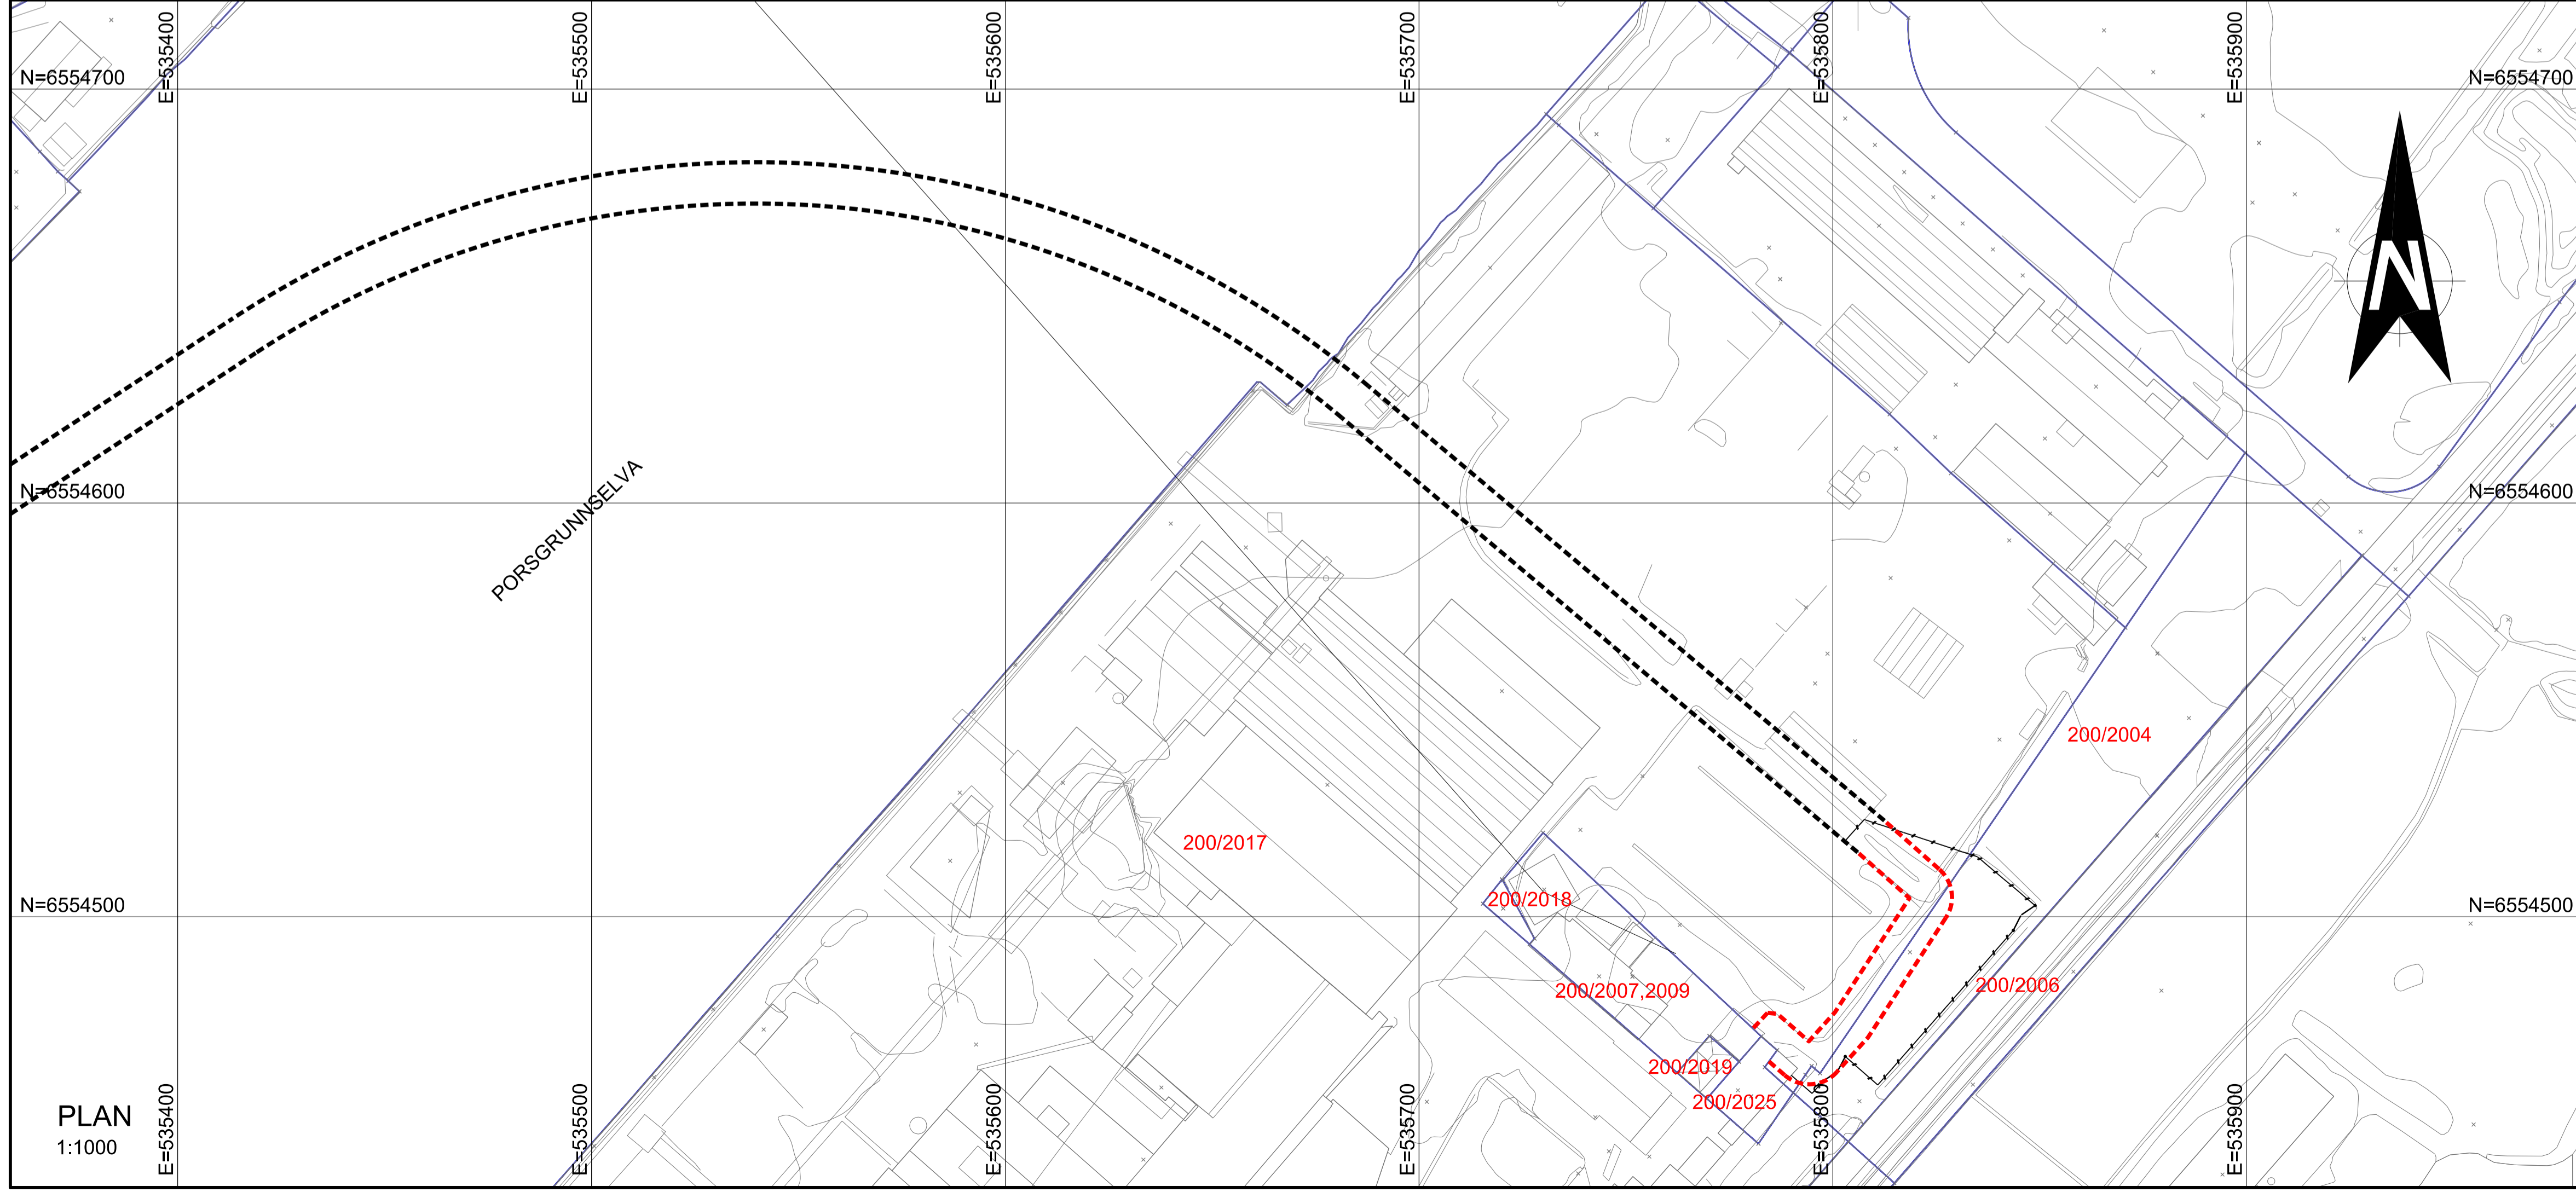 E=535400
E=535500
E=535600
E=535700
E=535800
E=535900
N=6554700
N=6554700
N
N=6554600
N=6554600
PORSGRUNNSELVA
200/2004
200/2017
200/2018
N=6554500
N=6554500
200/2007,2009
200/2006
200/2019
200/2025
PLAN
1:1000
E=535400
E=535500
E=535600
E=535700
E=535800
E=535900